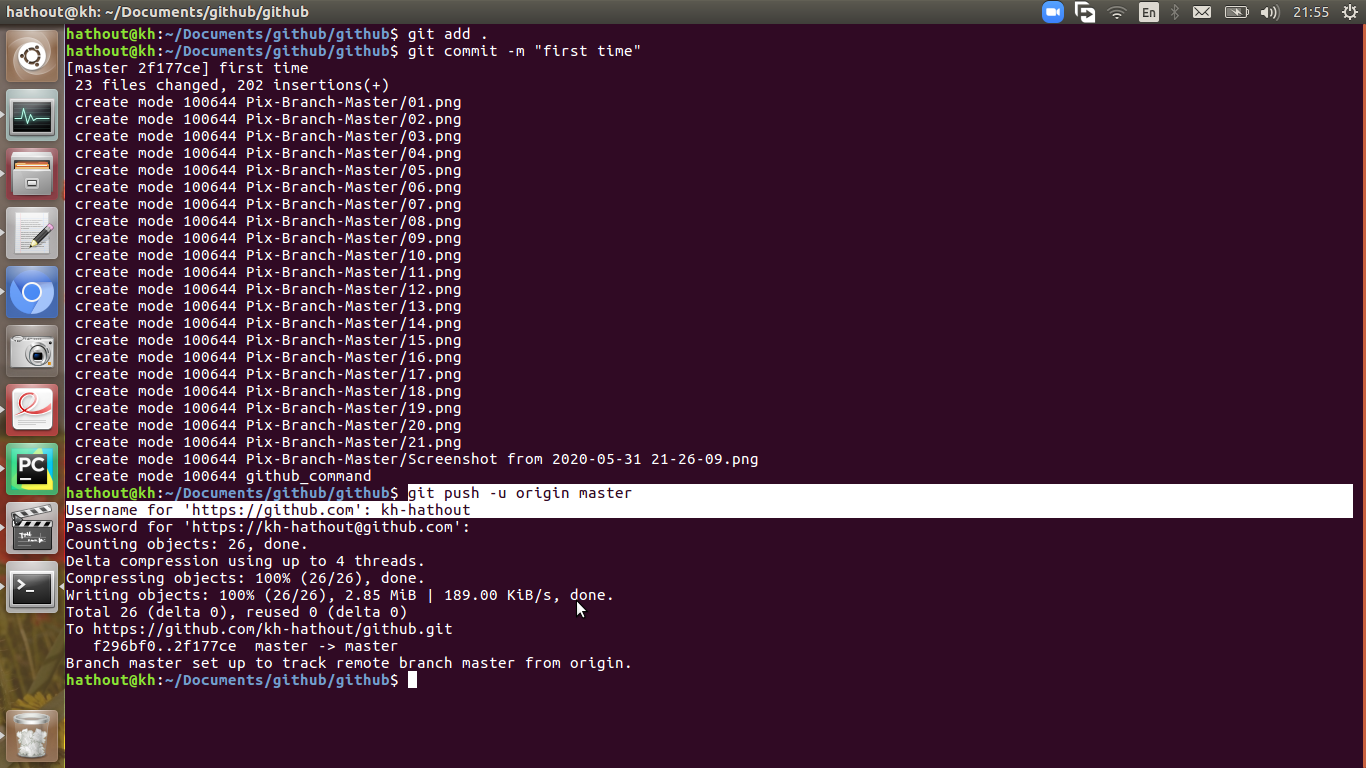 hathout@kh: ~/Documents/github/github
En
21:55
hathout@kh:~/Documents/github/github$ git add .
hathout@kh:~/Documents/github/github$ git commit -m "first time"
[master 2f177ce] first time
 23 files changed, 202 insertions(+)
 create mode 100644 Pix-Branch-Master/01.png
 create mode 100644 Pix-Branch-Master/02.png
 create mode 100644 Pix-Branch-Master/03.png
 create mode 100644 Pix-Branch-Master/04.png
 create mode 100644 Pix-Branch-Master/05.png
 create mode 100644 Pix-Branch-Master/06.png
 create mode 100644 Pix-Branch-Master/07.png
 create mode 100644 Pix-Branch-Master/08.png
 create mode 100644 Pix-Branch-Master/09.png
 create mode 100644 Pix-Branch-Master/10.png
 create mode 100644 Pix-Branch-Master/11.png
 create mode 100644 Pix-Branch-Master/12.png
 create mode 100644 Pix-Branch-Master/13.png
 create mode 100644 Pix-Branch-Master/14.png
 create mode 100644 Pix-Branch-Master/15.png
 create mode 100644 Pix-Branch-Master/16.png
 create mode 100644 Pix-Branch-Master/17.png
 create mode 100644 Pix-Branch-Master/18.png
 create mode 100644 Pix-Branch-Master/19.png
 create mode 100644 Pix-Branch-Master/20.png
 create mode 100644 Pix-Branch-Master/21.png
 create mode 100644 Pix-Branch-Master/Screenshot from 2020-05-31 21-26-09.png
 create mode 100644 github_command
hathout@kh:~/Documents/github/github$ git push -u origin master
Username for 'https://github.com': kh-hathout
Password for 'https://kh-hathout@github.com':
Counting objects: 26, done.
Delta compression using up to 4 threads.
Compressing objects: 100% (26/26), done.
Writing objects: 100% (26/26), 2.85 MiB | 189.00 KiB/s, done.
Total 26 (delta 0), reused 0 (delta 0)
To https://github.com/kh-hathout/github.git
   f296bf0..2f177ce  master -> master
Branch master set up to track remote branch master from origin.
hathout@kh:~/Documents/github/github$
PC
>_